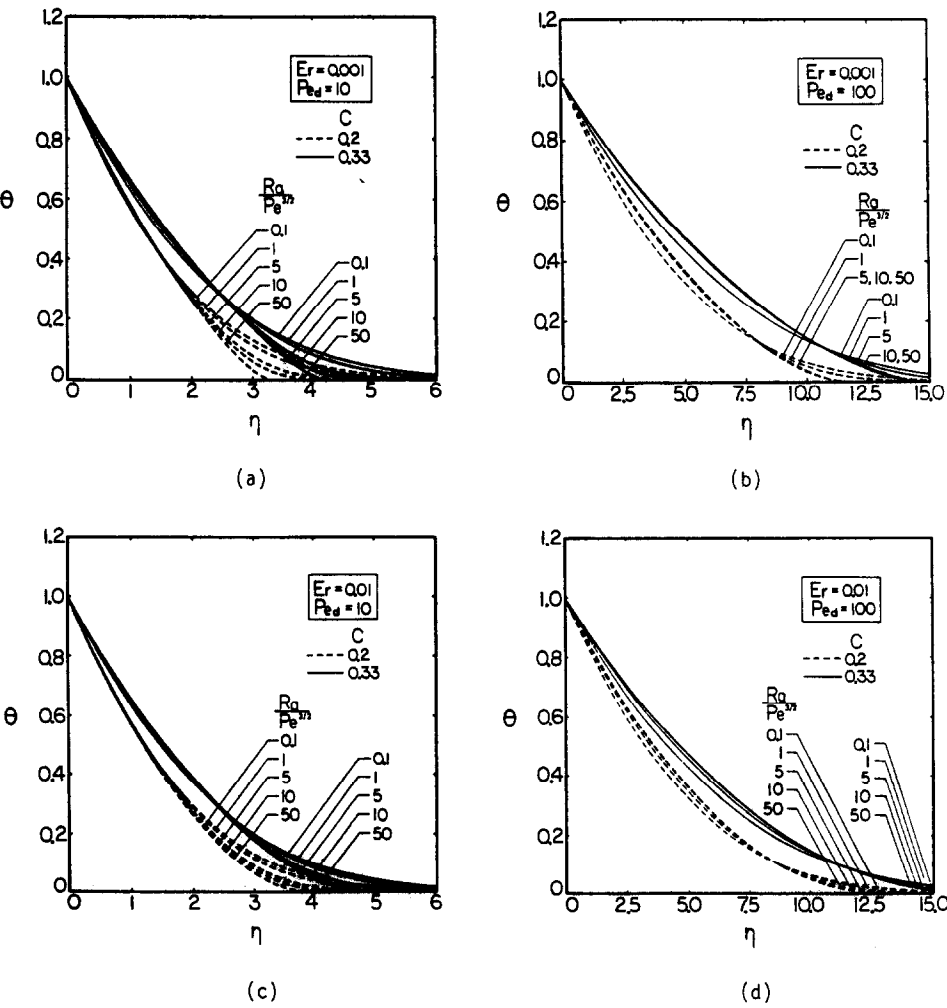 1.2
1.0
0.8
0.6
0.4
0.2
0
Θ
Er = 0.001
Ped = 10
C
0.2
0.33
Ra
Pe^3/2
0.1
1
5
10
50
0.1
1
5
10
50
0 1 2 3 4 5 6
η
(a)
1.2
1.0
0.8
0.6
0.4
0.2
0
Θ
Er = 0.001
Ped = 100
C
0.2
0.33
Ra
Pe^3/2
0.1
1
5, 10, 50
0.1
1
5
10, 50
0 2.5 5.0 7.5 10.0 12.5 15.0
η
(b)
1.2
1.0
0.8
0.6
0.4
0.2
0
Θ
Er = 0.01
Ped = 10
C
0.2
0.33
Ra
Pe^3/2
0.1
1
5
10
50
0.1
1
5
10
50
0 1 2 3 4 5 6
η
(c)
1.2
1.0
0.8
0.6
0.4
0.2
0
Θ
Er = 0.01
Ped = 100
C
0.2
0.33
Ra
Pe^3/2
0.1
1
5
10
50
0.1
1
5
10
50
0 2.5 5.0 7.5 10.0 12.5 15.0
η
(d)